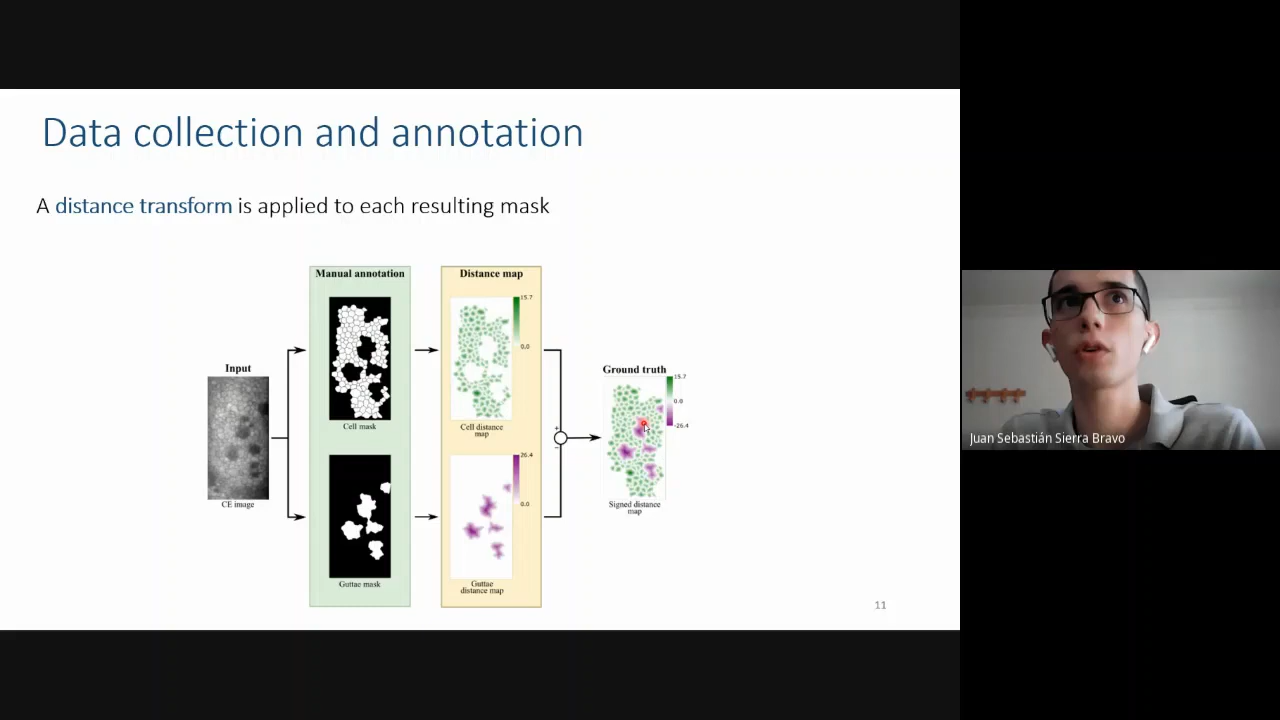 Data collection and annotation
A distance transform is applied to each resulting mask
Manual annotation
Distance map
15.7
0.0
Input
Ground truth
15.7
0.0
-26.4
Cell mask
Cell distance
map
+
−
26.4
0.0
CE image
Signed distance
map
Guttae mask
Guttae
distance map
11
Juan Sebastián Sierra Bravo